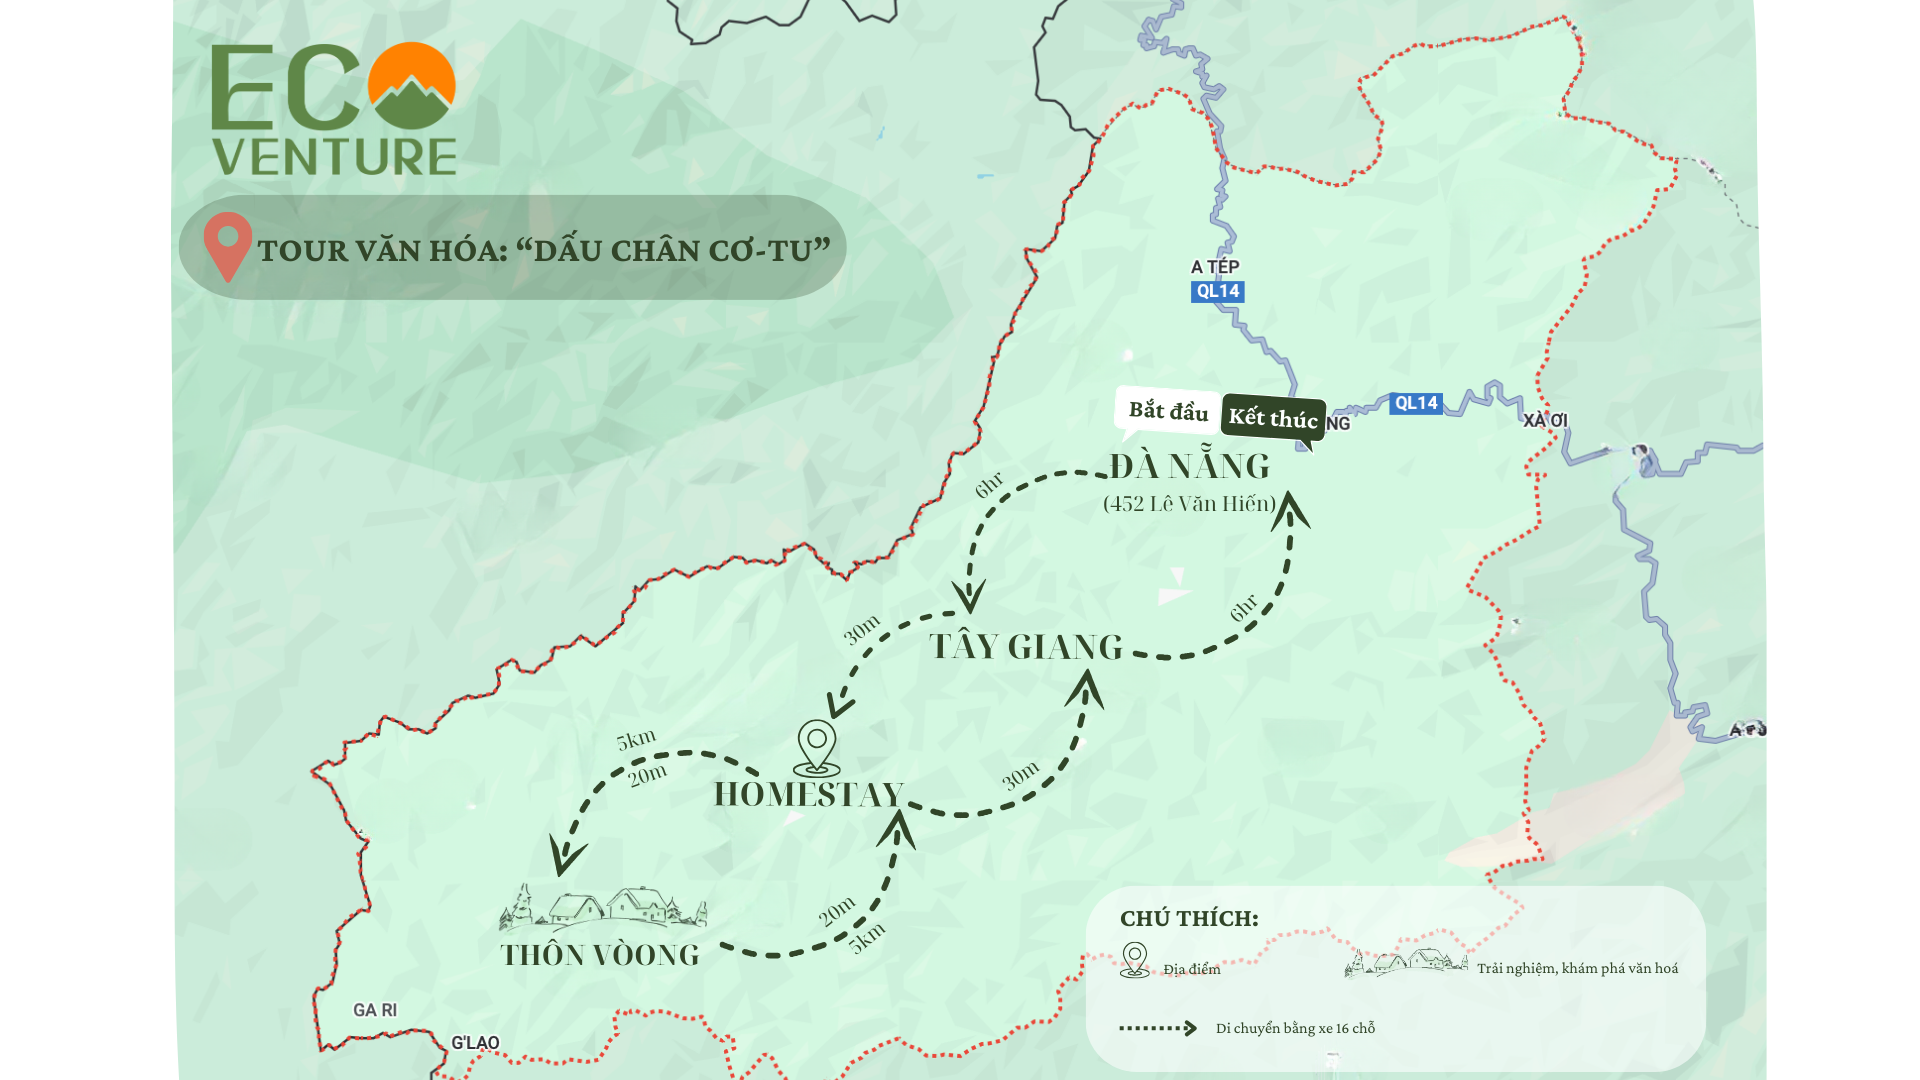 ECO
VENTURE
TOUR VĂN HÓA: “DẤU CHÂN CƠ-TU”
A TÉP
QL14
Bắt đầu
Kết thúc
NG
QL14
XÀ ƠI
ĐÀ NẴNG
(452 Lê Văn Hiến)
6hr
6hr
30m
TÂY GIANG
5km
20m
HOMESTAY
30m
20m
5km
THÔN VÒONG
GA RI
G'LAO
CHÚ THÍCH:
Địa điểm
Trải nghiệm, khám phá văn hoá
Di chuyển bằng xe 16 chỗ